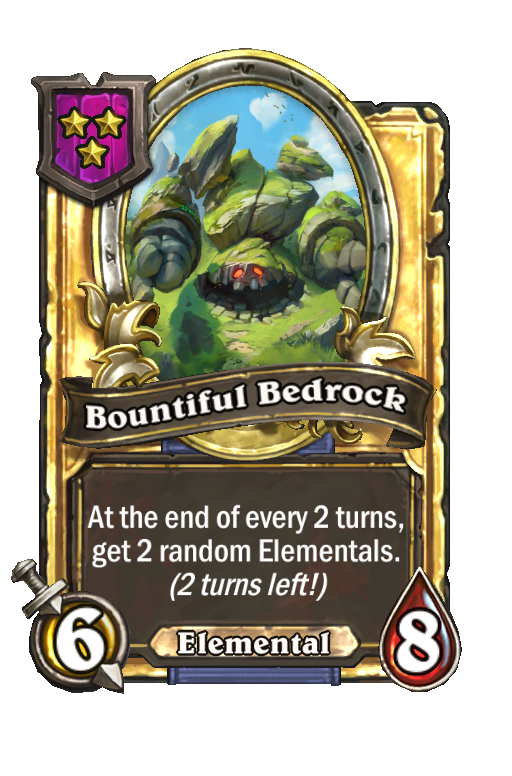 Bountiful Bedrock
At the end of every 2 turns,
get 2 random Elementals.
(2 turns left!)
6
Elemental
8